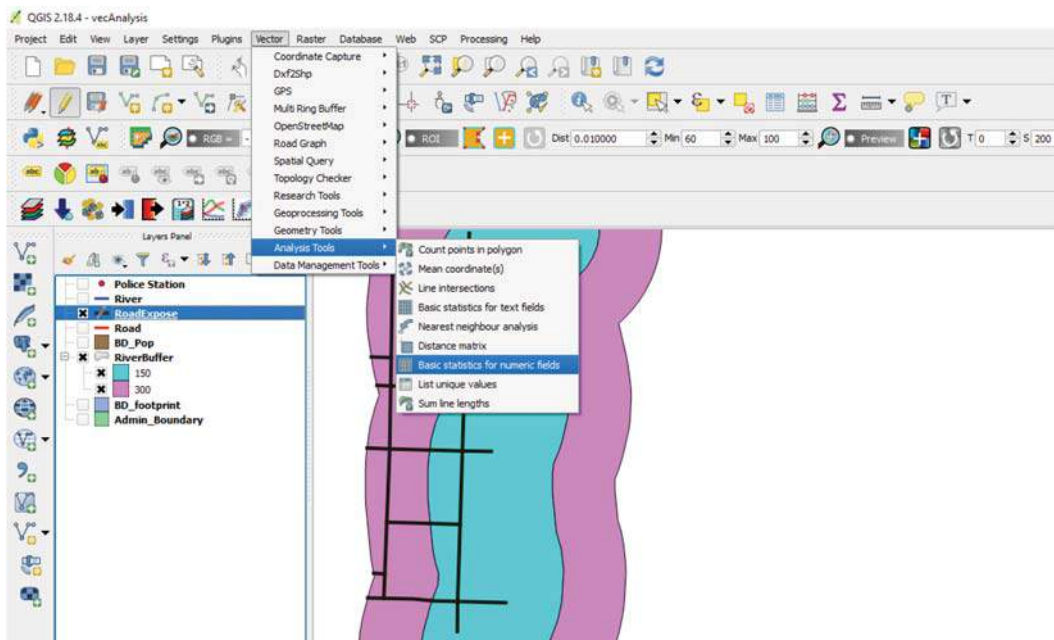 QGIS 2.18.4 - vecAnalysis
Project Edit View Layer Settings Plugins Vector Raster Database Web SCP Processing Help
Coordinate Capture
Dxf2Shp
GPS
Multi Ring Buffer
OpenStreetMap
Road Graph
Spatial Query
Topology Checker
Research Tools
Geoprocessing Tools
Geometry Tools
Analysis Tools
Data Management Tools
RGB =
ROI
Dist 0.010000
Min 60
Max 100
Preview
T 0
S 200
Layers Panel
Police Station
River
RoadExpose
Road
BD_Pop
RiverBuffer
150
300
BD_footprint
Admin_Boundary
Count points in polygon
Mean coordinate(s)
Line intersections
Basic statistics for text fields
Nearest neighbour analysis
Distance matrix
Basic statistics for numeric fields
List unique values
Sum line lengths